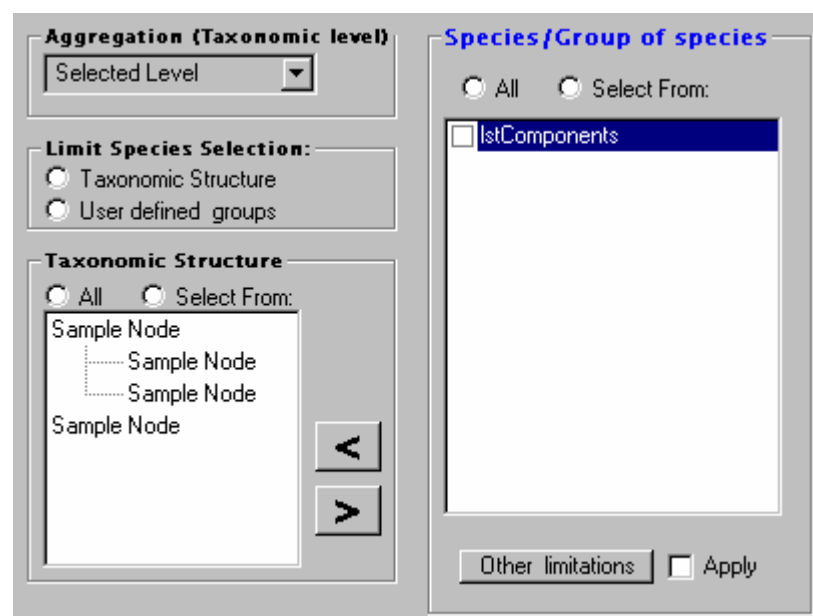 Aggregation (Taxonomic level)
Selected Level
Limit Species Selection:
Taxonomic Structure
User defined groups
Taxonomic Structure
All Select From:
Sample Node
Sample Node
Sample Node
Sample Node
<
>
Species/Group of species
All Select From:
lstComponents
Other limitations Apply